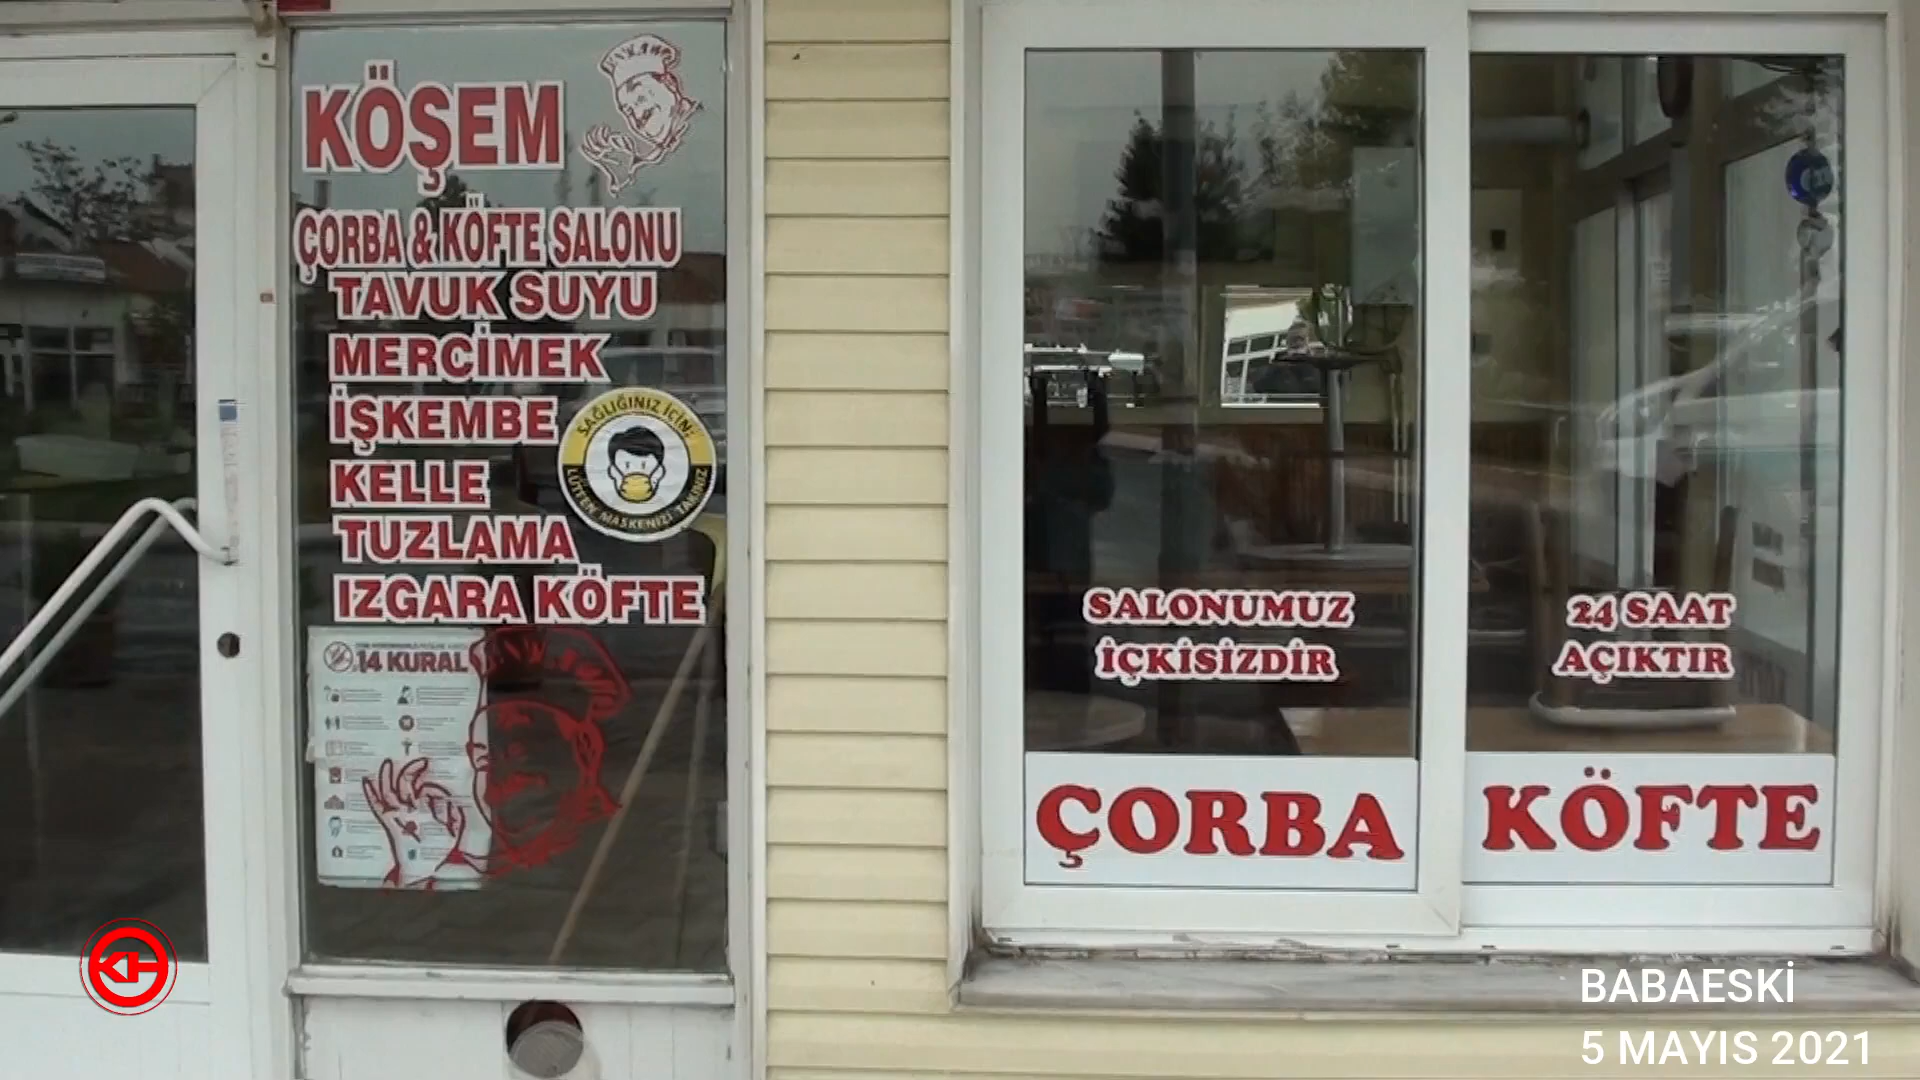 KÖŞEM
ÇORBA & KÖFTE SALONU
TAVUK SUYU
MERCİMEK
İŞKEMBE
KELLE
TUZLAMA
IZGARA KÖFTE
SAĞLIĞINIZ İÇİN
LÜTFEN MASKENİZİ TAKINIZ
14 KURAL
SALONUMUZ
İÇKİSİZDİR
24 SAAT
AÇIKTIR
ÇORBA
KÖFTE
BABAESKİ
5 MAYIS 2021